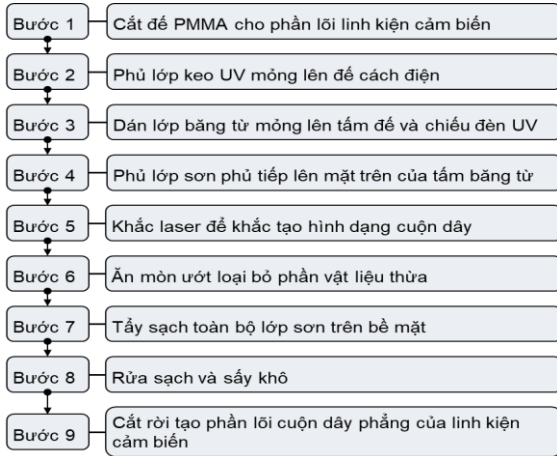 Bước 1 Cắt đế PMMA cho phần lõi linh kiện cảm biến
Bước 2 Phủ lớp keo UV mỏng lên đế cách điện
Bước 3 Dán lớp băng từ mỏng lên tấm đế và chiếu đèn UV
Bước 4 Phủ lớp sơn phủ tiếp lên mặt trên của tấm băng từ
Bước 5 Khắc laser để khắc tạo hình dạng cuộn dây
Bước 6 Ăn mòn ướt loại bỏ phần vật liệu thừa
Bước 7 Tẩy sạch toàn bộ lớp sơn trên bề mặt
Bước 8 Rửa sạch và sấy khô
Bước 9 Cắt rời tạo phần lõi cuộn dây phẳng của linh kiện
cảm biến